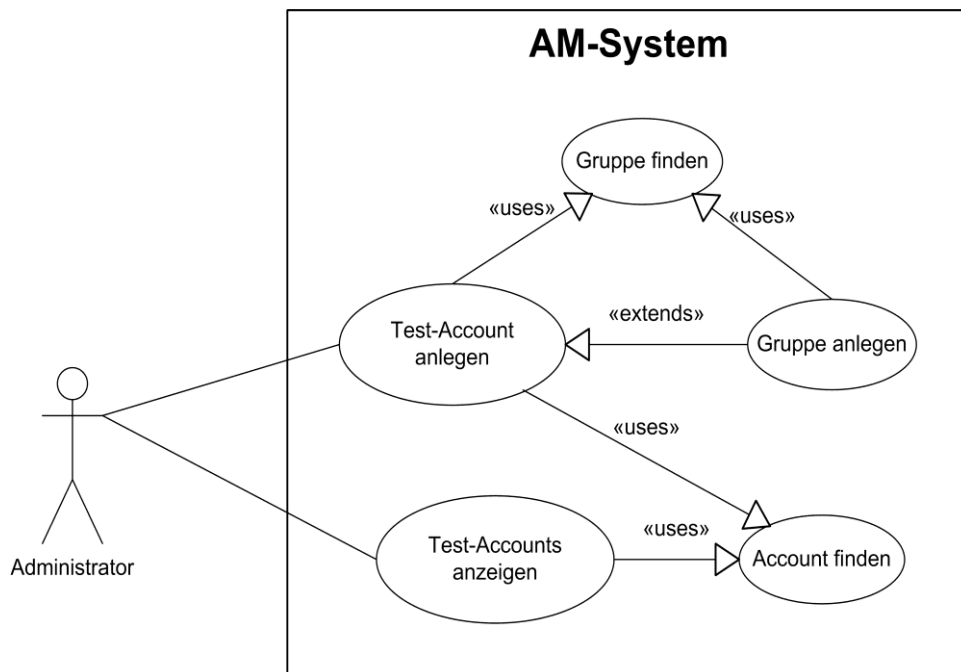 AM-System
Gruppe finden
«uses»
«uses»
Test-Account
anlegen
«extends»
Gruppe anlegen
«uses»
Administrator
Test-Accounts
anzeigen
«uses»
Account finden